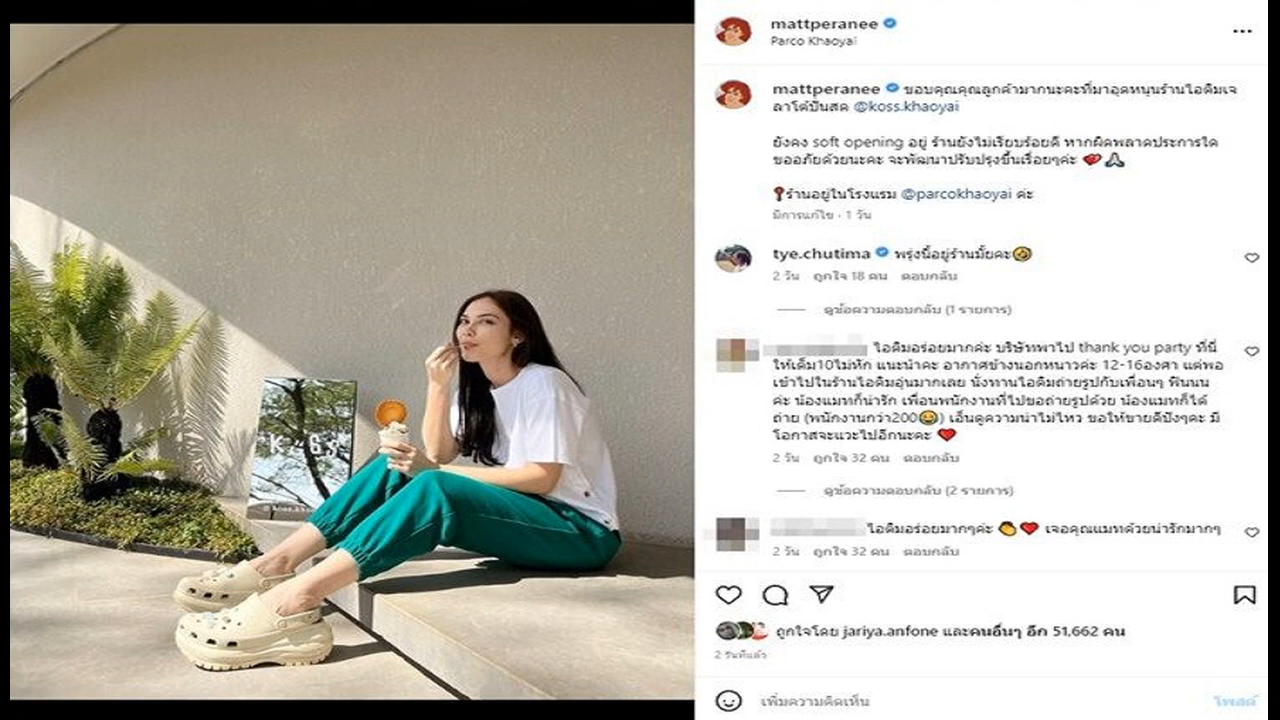 mattperanee
Parco Khaoyai
mattperanee ขอบคุณคุณลูกค้ามากนะคะที่มาอุดหนุนร้านไอติมเจ
ลาโต้ปั่นสด @koss.khaoyai
ยังคง soft opening อยู่ ร้านยังไม่เรียบร้อยดี หากผิดพลาดประการใด
ขออภัยด้วยนะคะ จะพัฒนาปรับปรุงขึ้นเรื่อยๆค่ะ 💖🙏🏻
📍ร้านอยู่ในโรงแรม @parcokhaoyai ค่ะ
มีการแก้ไข · 1 วัน
tye.chutima พรุ่งนี้อยู่ร้านมั้ยคะ🤣
2 วัน ถูกใจ 18 คน ตอบกลับ
ดูข้อความตอบกลับ (1 รายการ)
ไอติมอร่อยมากค่ะ บริษัทพาไป thank you party ที่นี่
ให้เต็ม10ไม่หัก แนะนำคะ อากาศข้างนอกหนาวค่ะ 12-16องศา แต่พอ
เข้าไปในร้านไอติมอุ่นมากเลย นั่งทานไอติมถ่ายรูปกับเพื่อนๆ ฟินนน
ค่ะ น้องแมทก็น่ารัก เพื่อนพนักงานที่ไปขอถ่ายรูปด้วย น้องแมทก็ได้
ถ่าย (พนักงานกว่า200😂) เอ็นดูความน่าไม่ไหว ขอให้ขายดีปังๆคะ มี
โอกาสจะแวะไปอีกนะคะ ❤️
2 วัน ถูกใจ 32 คน ตอบกลับ
ดูข้อความตอบกลับ (2 รายการ)
ไอติมอร่อยมากๆค่ะ 👏❤️ เจอคุณแมทด้วยน่ารักมากๆ
2 วัน ถูกใจ 32 คน ตอบกลับ
ถูกใจโดย jariya.anfone และคนอื่นๆ อีก 51,662 คน
2 วันที่แล้ว
เพิ่มความคิดเห็น
โพสต์